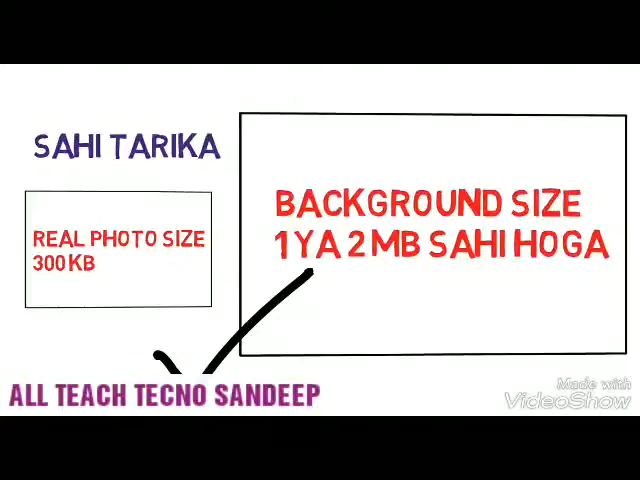 SAHI TARIKA
REAL PHOTO SIZE
300KB
BACKGROUND SIZE
1 YA 2 MB SAHI HOGA
ALL TEACH TECNO SANDEEP
Made with
VideoShow